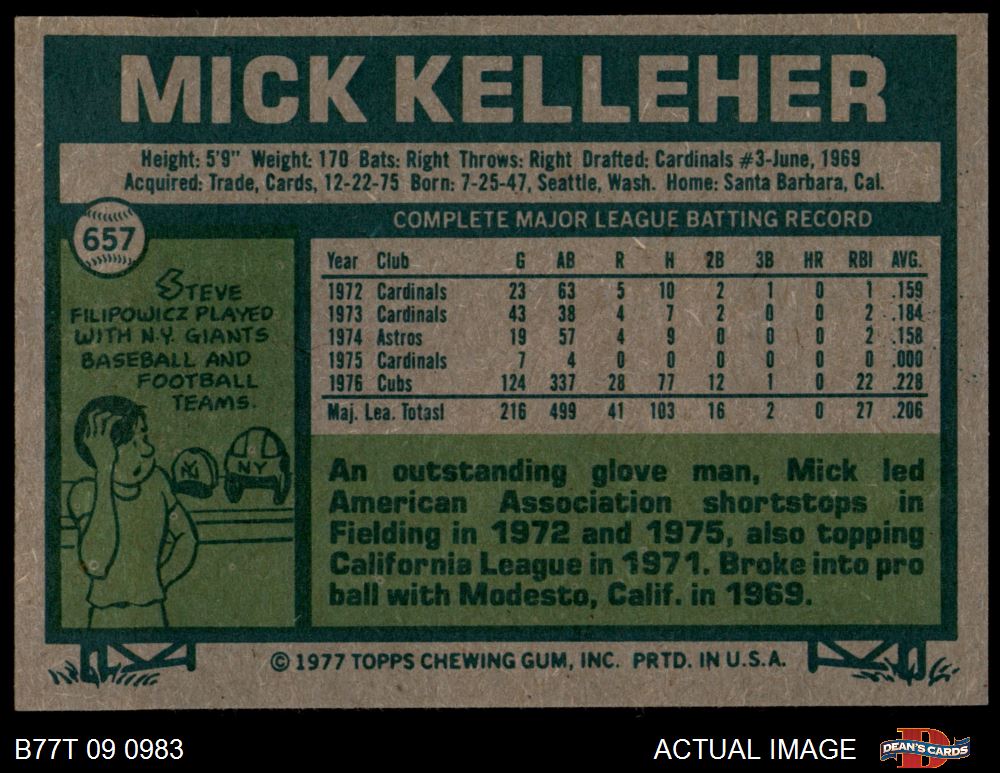 MICK KELLEHER
Height: 5'9" Weight: 170 Bats: Right Throws: Right Drafted: Cardinals #3-June, 1969
Acquired: Trade, Cards, 12-22-75 Born: 7-25-47, Seattle, Wash. Home: Santa Barbara, Cal.
657
COMPLETE MAJOR LEAGUE BATTING RECORD
Year Club G AB R H 2B 3B HR RBI AVG.
1972 Cardinals 23 63 5 10 2 1 0 1 .159
1973 Cardinals 43 38 4 7 2 0 0 2 .184
1974 Astros 19 57 4 9 0 0 0 2 .158
1975 Cardinals 7 4 0 0 0 0 0 0 .000
1976 Cubs 124 337 28 77 12 1 0 22 .228
Maj. Lea. Totasl 216 499 41 103 16 2 0 27 .206
STEVE
FILIPOWICZ PLAYED
WITH N.Y. GIANTS
BASEBALL AND
FOOTBALL
TEAMS.
NY
NY
An outstanding glove man, Mick led
American Association shortstops in
Fielding in 1972 and 1975, also topping
California League in 1971. Broke into pro
ball with Modesto, Calif. in 1969.
© 1977 TOPPS CHEWING GUM, INC. PRTD. IN U.S.A.
B77T 09 0983
ACTUAL IMAGE
DEAN'S CARDS